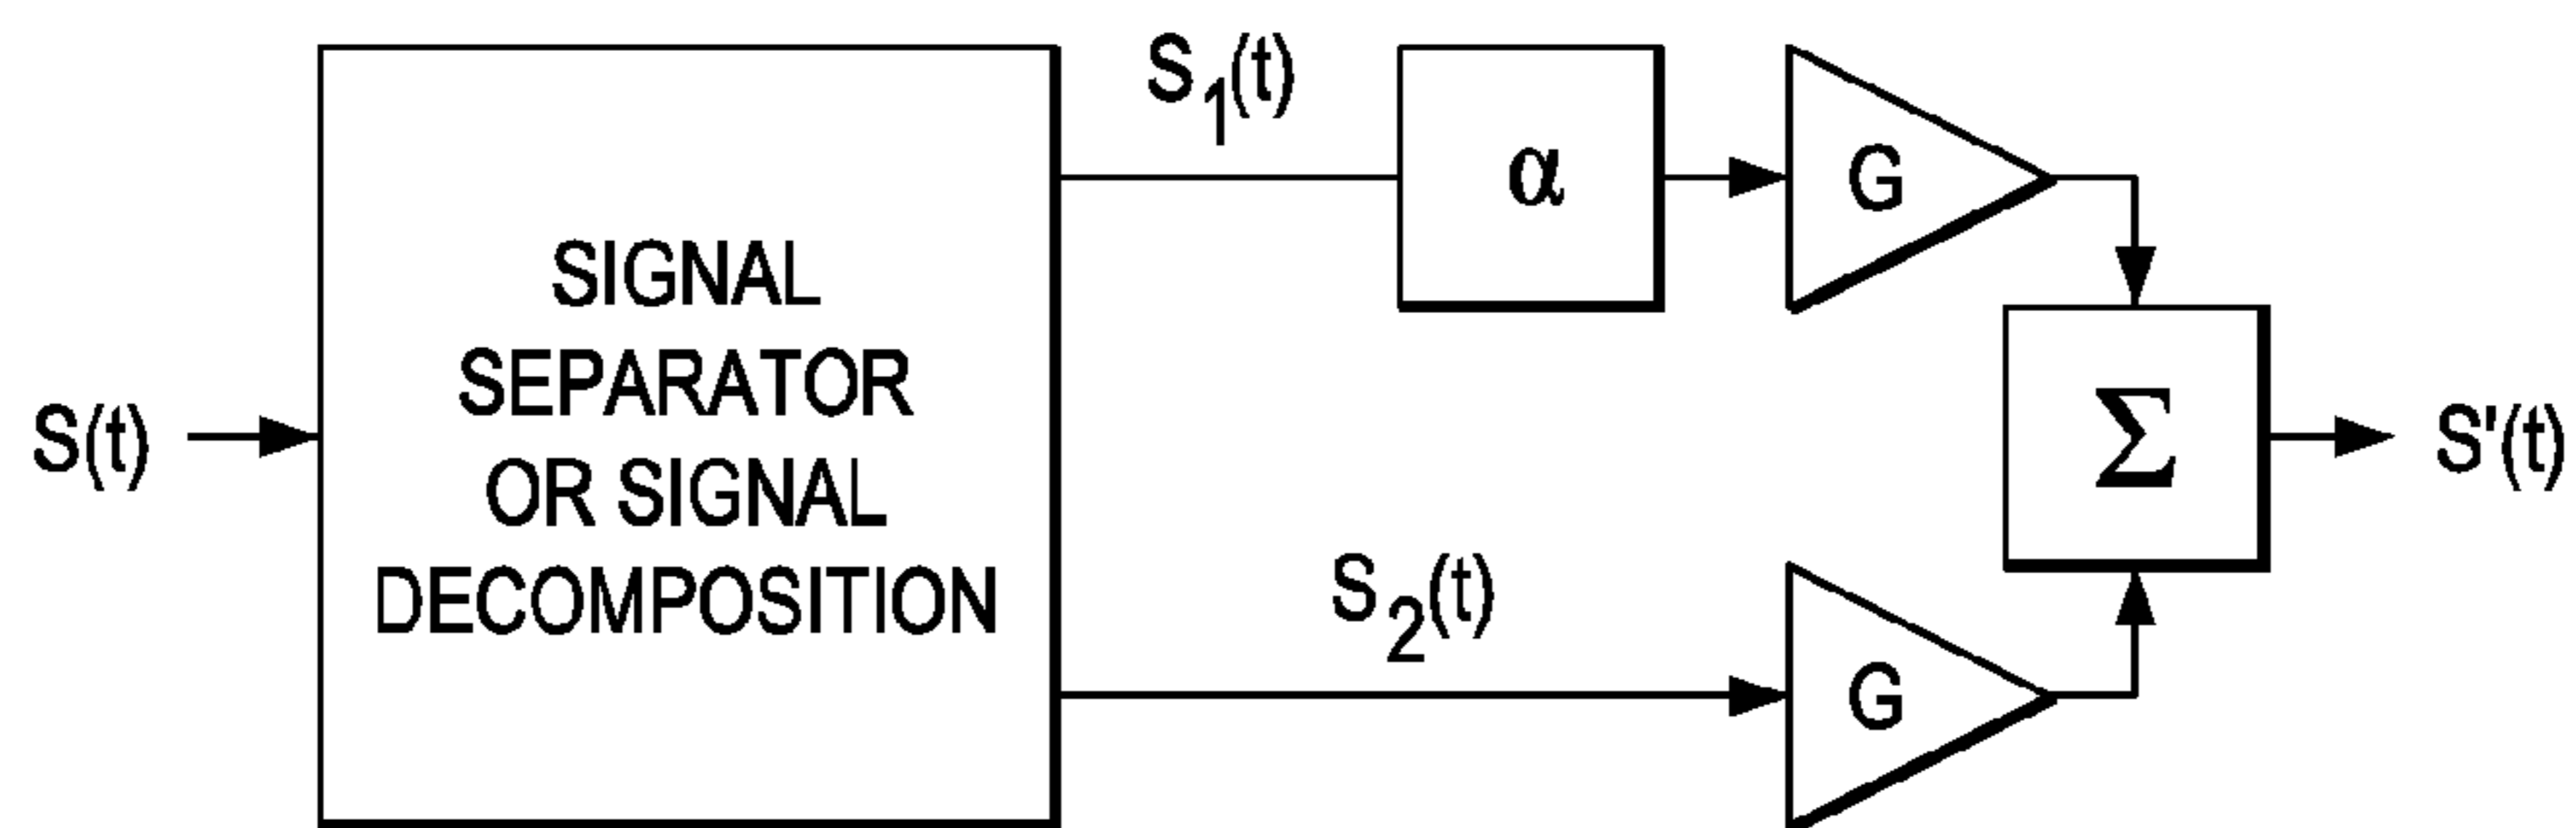 S(t)
SIGNAL
SEPARATOR
OR SIGNAL
DECOMPOSITION
S1(t)
α
G
S2(t)
G
Σ
S'(t)